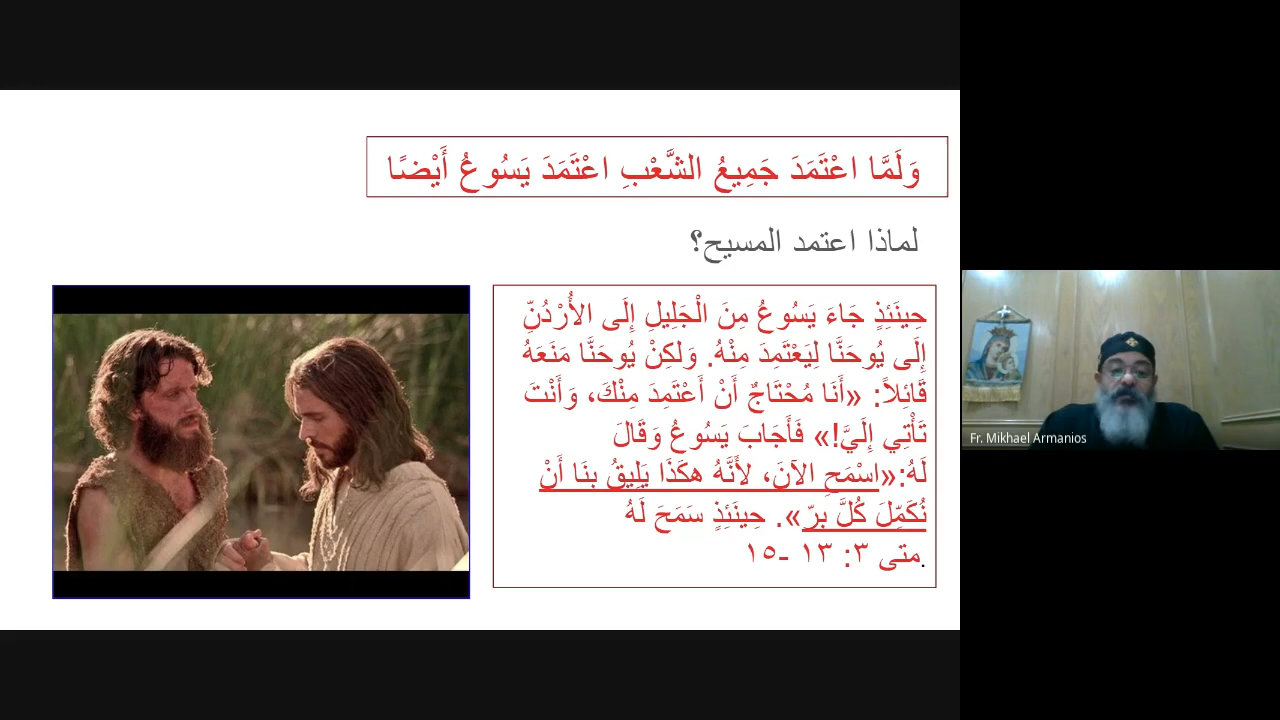 وَلَمَّا اعْتَمَدَ جَمِيعُ الشَّعْبِ اعْتَمَدَ يَسُوعُ أَيْضًا
لماذا اعتمد المسيح؟
حِينَئِذٍ جَاءَ يَسُوعُ مِنَ الْجَلِيلِ إِلَى الأُرْدُنِّ
إِلَى يُوحَنَّا لِيَعْتَمِدَ مِنْهُ. وَلكِنْ يُوحَنَّا مَنَعَهُ
قَائِلاً: «أَنَا مُحْتَاجٌ أَنْ أَعْتَمِدَ مِنْكَ، وَأَنْتَ
تَأْتِي إِلَيَّ!» فَأَجَابَ يَسُوعُ وَقَالَ
لَهُ:«اسْمَحِ الآنَ، لأَنَّهُ هكَذَا يَلِيقُ بِنَا أَنْ
نُكَمِّلَ كُلَّ بِرّ». حِينَئِذٍ سَمَحَ لَهُ
.متى ٣: ١٣ -١٥
Fr. Mikhael Armanios